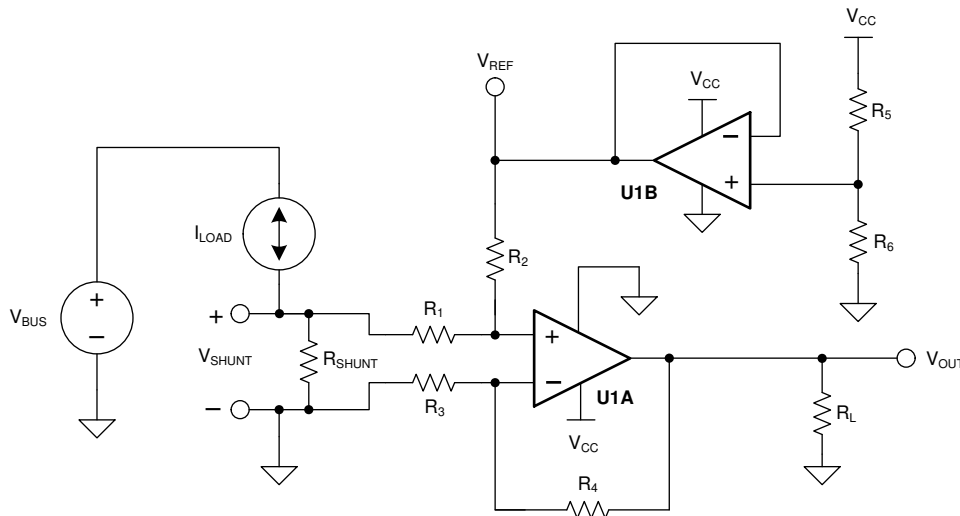 V_CC
V_REF
V_CC
R_5
−
+
U1B
I_LOAD
R_2
R_6
+
−
V_BUS
+
V_SHUNT
−
R_SHUNT
R_1
R_3
+
−
U1A
V_CC
V_OUT
R_L
R_4